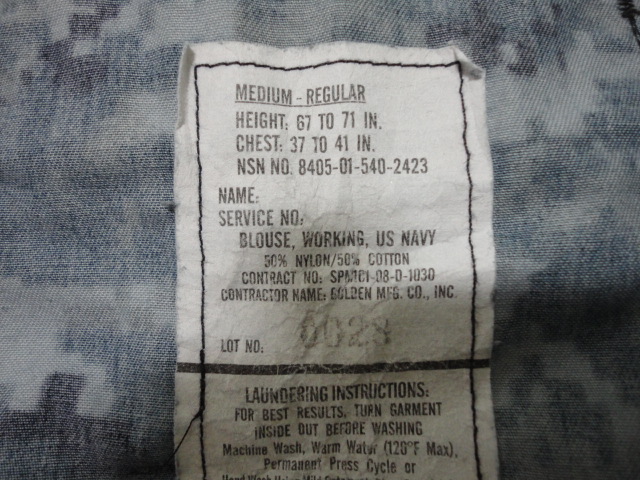 MEDIUM - REGULAR
HEIGHT: 67 TO 71 IN.
CHEST: 37 TO 41 IN.
NSN NO. 8405-01-540-2423
NAME:
SERVICE NO:
BLOUSE, WORKING, US NAVY
50% NYLON/50% COTTON
CONTRACT NO: SPM1C1-08-D-1030
CONTRACTOR NAME: GOLDEN MFG. CO., INC.
LOT NO: 0023
LAUNDERING INSTRUCTIONS:
FOR BEST RESULTS, TURN GARMENT
INSIDE OUT BEFORE WASHING
Machine Wash, Warm Water (120°F Max),
Permanent Press Cycle or